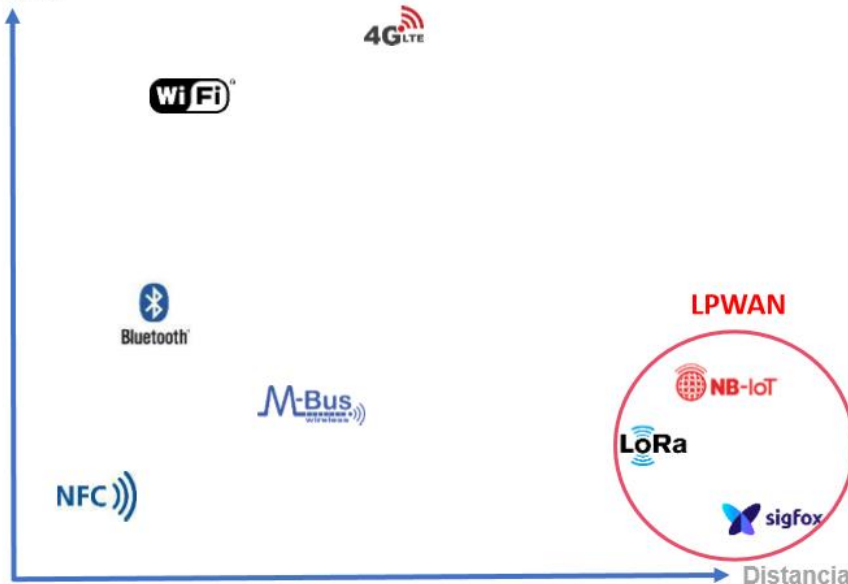 4G LTE
WiFi
Bluetooth
LPWAN
NB-IoT
M-Bus
wireless
LoRa
NFC
sigfox
Distancia